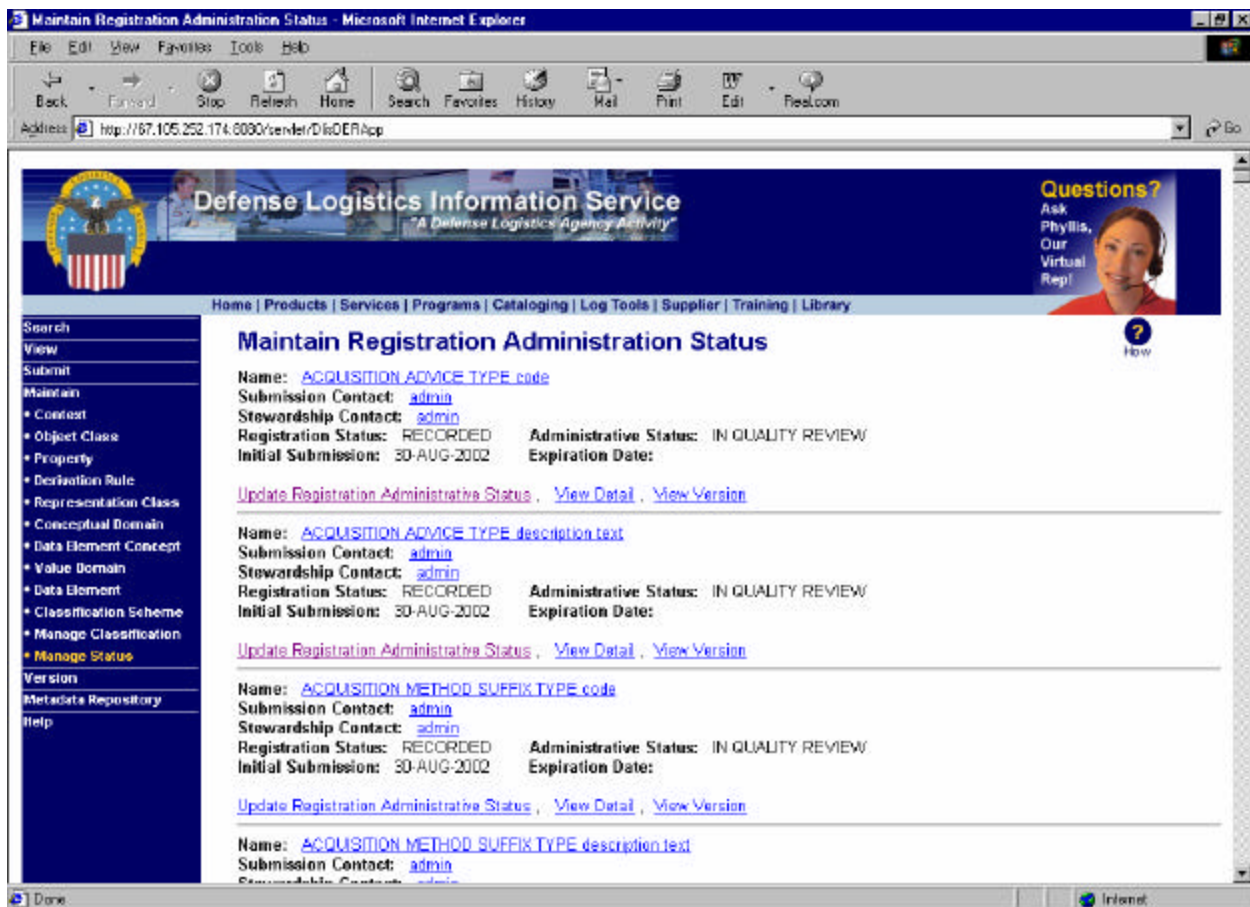 Maintain Registration Administration Status - Microsoft Internet Explorer
File Edit View Favorites Tools Help
Back Forward Stop Refresh Home Search Favorites History Mail Print Edit Real.com
Address http://67.105.252.174:8080/servlet/DlisDERApp Go
Defense Logistics Information Service
"A Defense Logistics Agency Activity"
Questions?
Ask
Phyllis,
Our
Virtual
Rep!
Home | Products | Services | Programs | Cataloging | Log Tools | Supplier | Training | Library
Search
View
Submit
Maintain
• Context
• Object Class
• Property
• Derivation Rule
• Representation Class
• Conceptual Domain
• Data Element Concept
• Value Domain
• Data Element
• Classification Scheme
• Manage Classification
• Manage Status
Version
Metadata Repository
Help
Maintain Registration Administration Status
?
How
Name: ACQUISITION ADVICE TYPE code
Submission Contact: admin
Stewardship Contact: admin
Registration Status: RECORDED Administrative Status: IN QUALITY REVIEW
Initial Submission: 30-AUG-2002 Expiration Date:
Update Registration Administrative Status , View Detail , View Version
Name: ACQUISITION ADVICE TYPE description text
Submission Contact: admin
Stewardship Contact: admin
Registration Status: RECORDED Administrative Status: IN QUALITY REVIEW
Initial Submission: 30-AUG-2002 Expiration Date:
Update Registration Administrative Status , View Detail , View Version
Name: ACQUISITION METHOD SUFFIX TYPE code
Submission Contact: admin
Stewardship Contact: admin
Registration Status: RECORDED Administrative Status: IN QUALITY REVIEW
Initial Submission: 30-AUG-2002 Expiration Date:
Update Registration Administrative Status , View Detail , View Version
Name: ACQUISITION METHOD SUFFIX TYPE description text
Submission Contact: admin
Stewardship Contact: admin
Done Internet